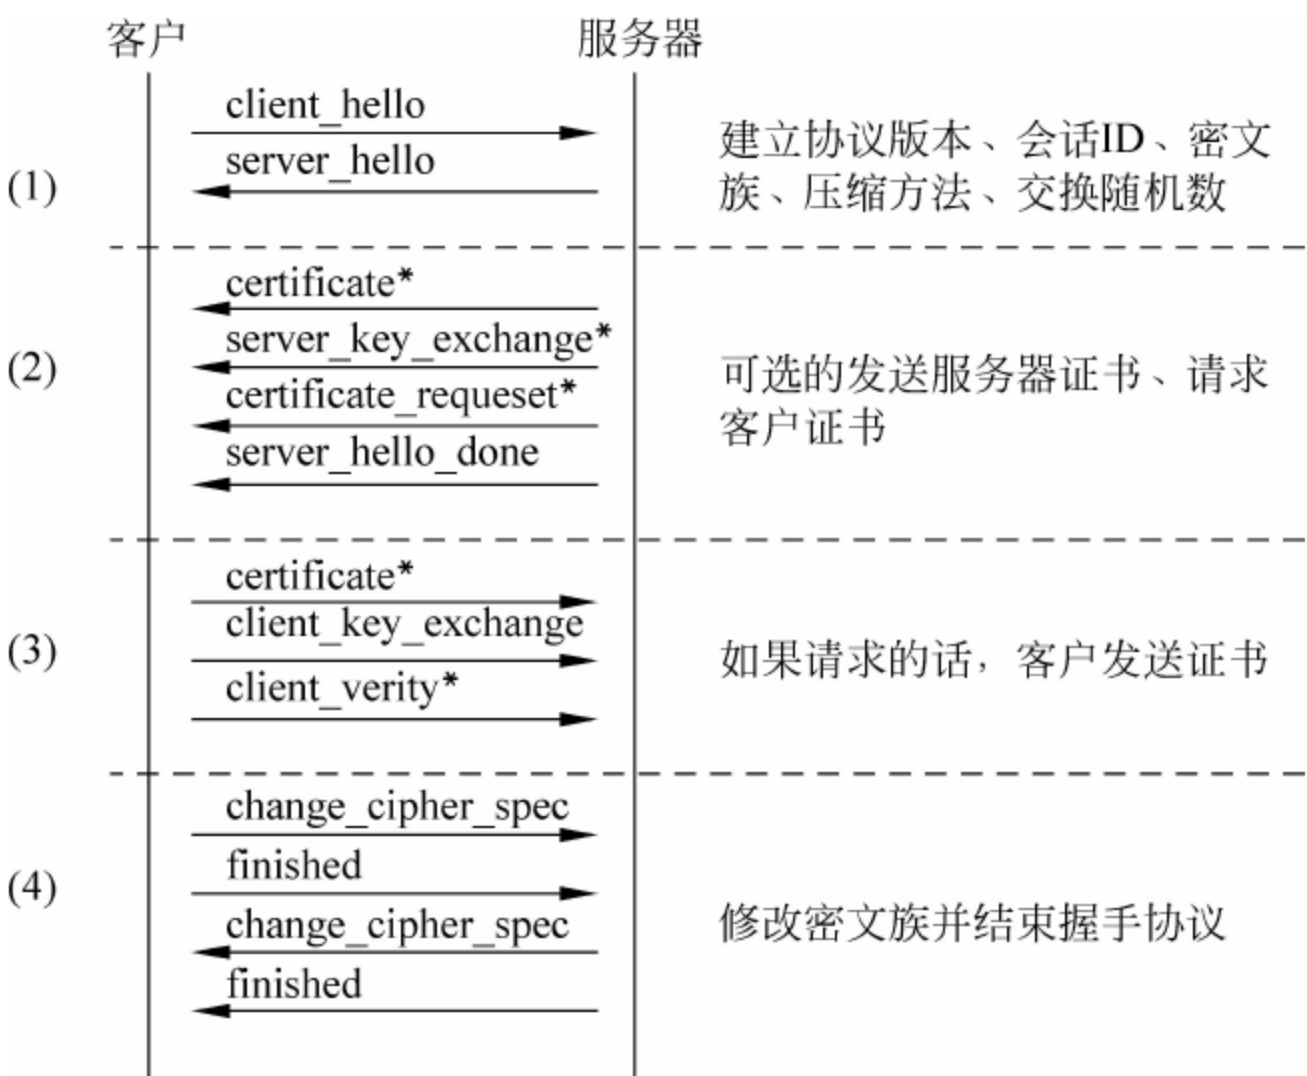 客户
服务器
(1)
client_hello
server_hello
建立协议版本、会话ID、密文
族、压缩方法、交换随机数
(2)
certificate*
server_key_exchange*
certificate_requeset*
server_hello_done
可选的发送服务器证书、请求
客户证书
(3)
certificate*
client_key_exchange
client_verity*
如果请求的话，客户发送证书
(4)
change_cipher_spec
finished
change_cipher_spec
finished
修改密文族并结束握手协议